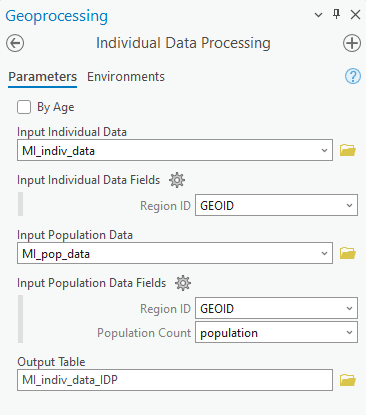 Geoprocessing
Individual Data Processing
Parameters Environments
By Age
Input Individual Data
MI_indiv_data
Input Individual Data Fields
Region ID GEOID
Input Population Data
MI_pop_data
Input Population Data Fields
Region ID GEOID
Population Count population
Output Table
MI_indiv_data_IDP